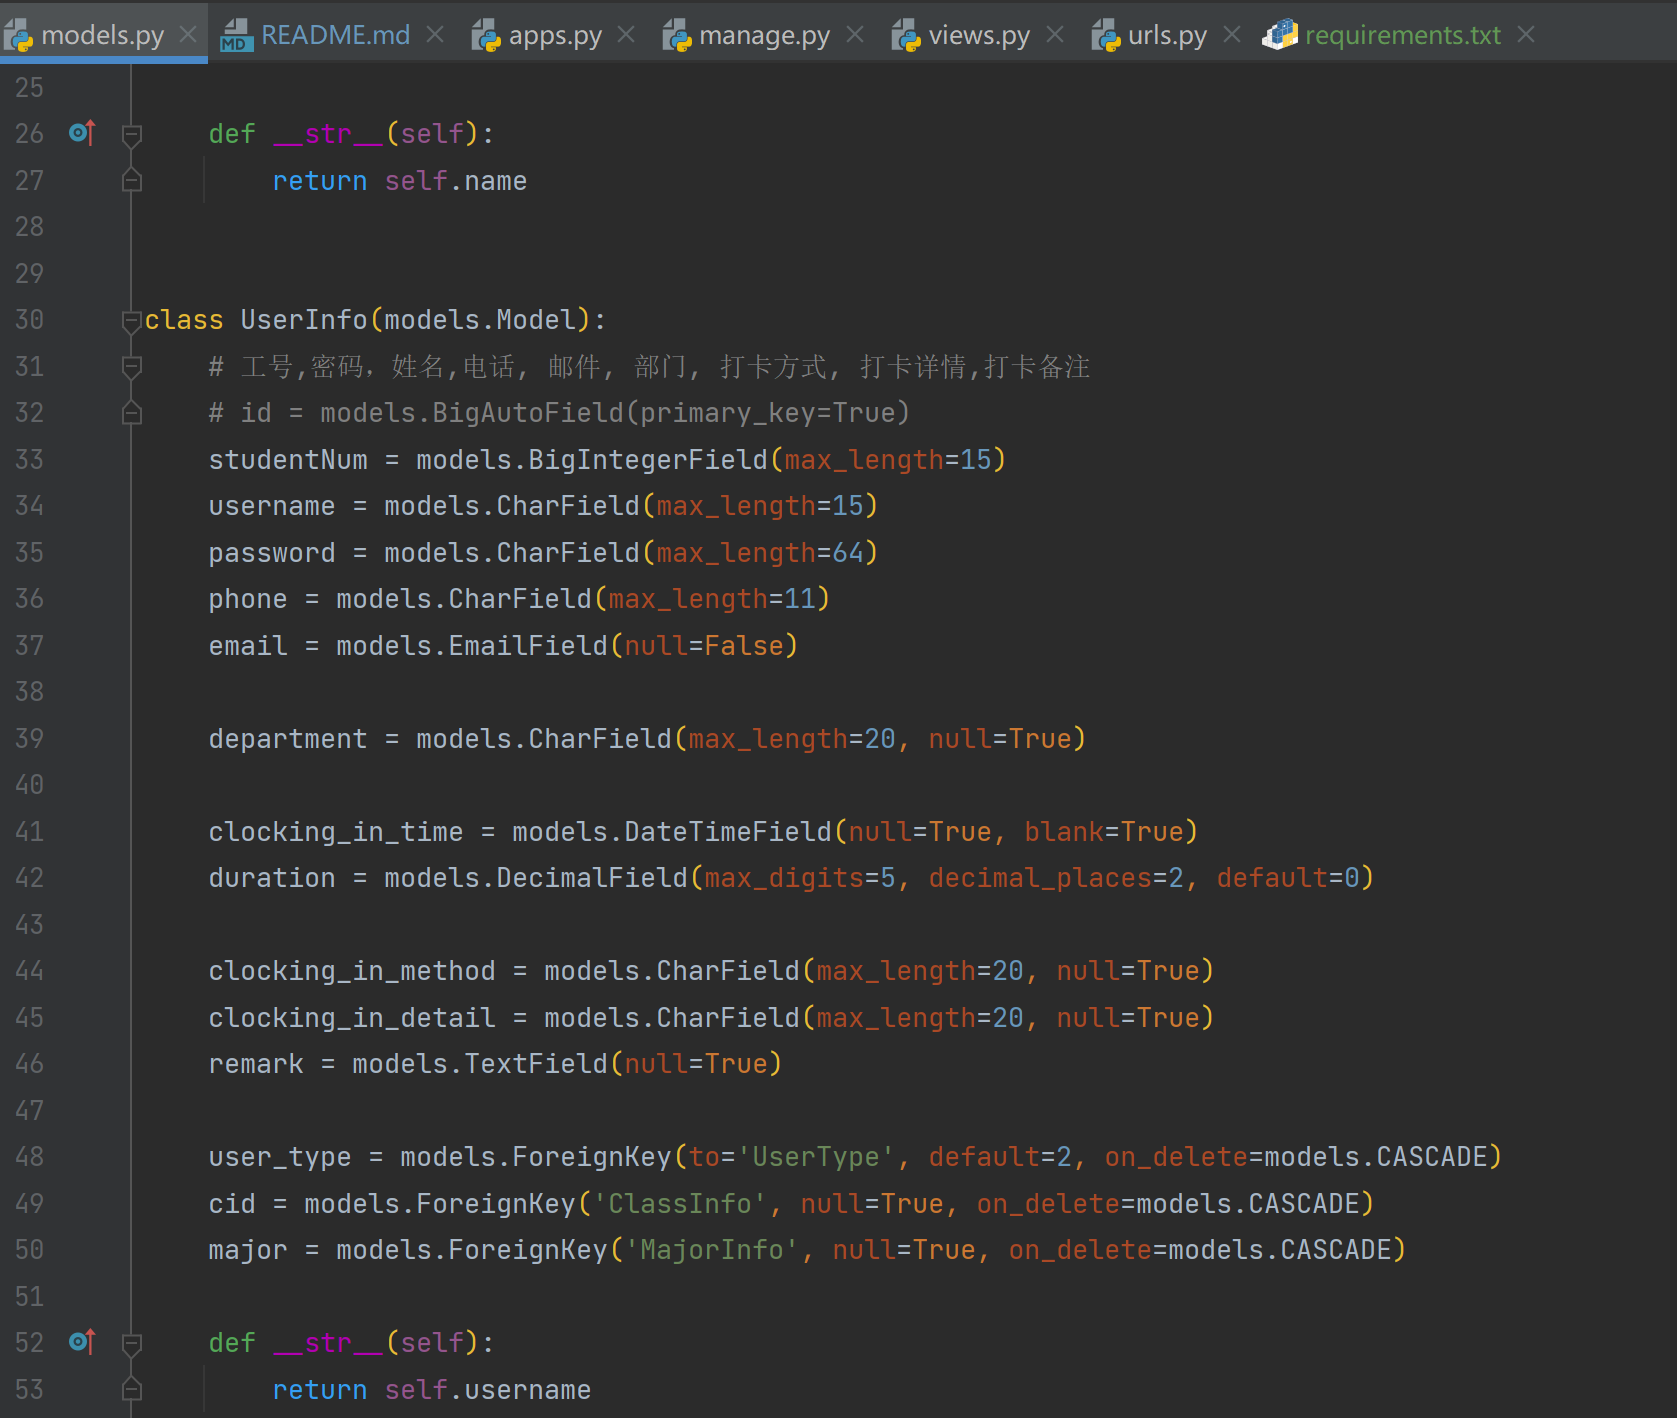 models.py README.md apps.py manage.py views.py urls.py requirements.txt
25
26 def __str__(self):
27 return self.name
28
29
30 class UserInfo(models.Model):
31 # 工号,密码，姓名,电话, 邮件, 部门, 打卡方式, 打卡详情,打卡备注
32 # id = models.BigAutoField(primary_key=True)
33 studentNum = models.BigIntegerField(max_length=15)
34 username = models.CharField(max_length=15)
35 password = models.CharField(max_length=64)
36 phone = models.CharField(max_length=11)
37 email = models.EmailField(null=False)
38
39 department = models.CharField(max_length=20, null=True)
40
41 clocking_in_time = models.DateTimeField(null=True, blank=True)
42 duration = models.DecimalField(max_digits=5, decimal_places=2, default=0)
43
44 clocking_in_method = models.CharField(max_length=20, null=True)
45 clocking_in_detail = models.CharField(max_length=20, null=True)
46 remark = models.TextField(null=True)
47
48 user_type = models.ForeignKey(to='UserType', default=2, on_delete=models.CASCADE)
49 cid = models.ForeignKey('ClassInfo', null=True, on_delete=models.CASCADE)
50 major = models.ForeignKey('MajorInfo', null=True, on_delete=models.CASCADE)
51
52 def __str__(self):
53 return self.username